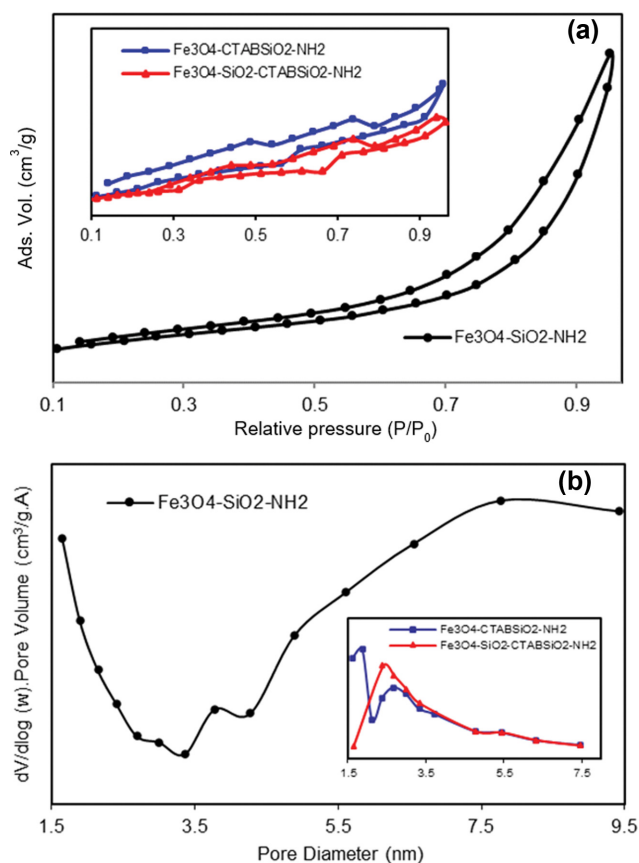 (a)
Fe3O4-CTABSiO2-NH2
Fe3O4-SiO2-CTABSiO2-NH2
0.1 0.3 0.5 0.7 0.9
Ads. Vol. (cm³/g)
Fe3O4-SiO2-NH2
0.1 0.3 0.5 0.7 0.9
Relative pressure (P/P₀)
(b)
Fe3O4-SiO2-NH2
dV/dlog (w).Pore Volume (cm³/g.A)
Fe3O4-CTABSiO2-NH2
Fe3O4-SiO2-CTABSiO2-NH2
1.5 3.5 5.5 7.5
1.5 3.5 5.5 7.5 9.5
Pore Diameter (nm)